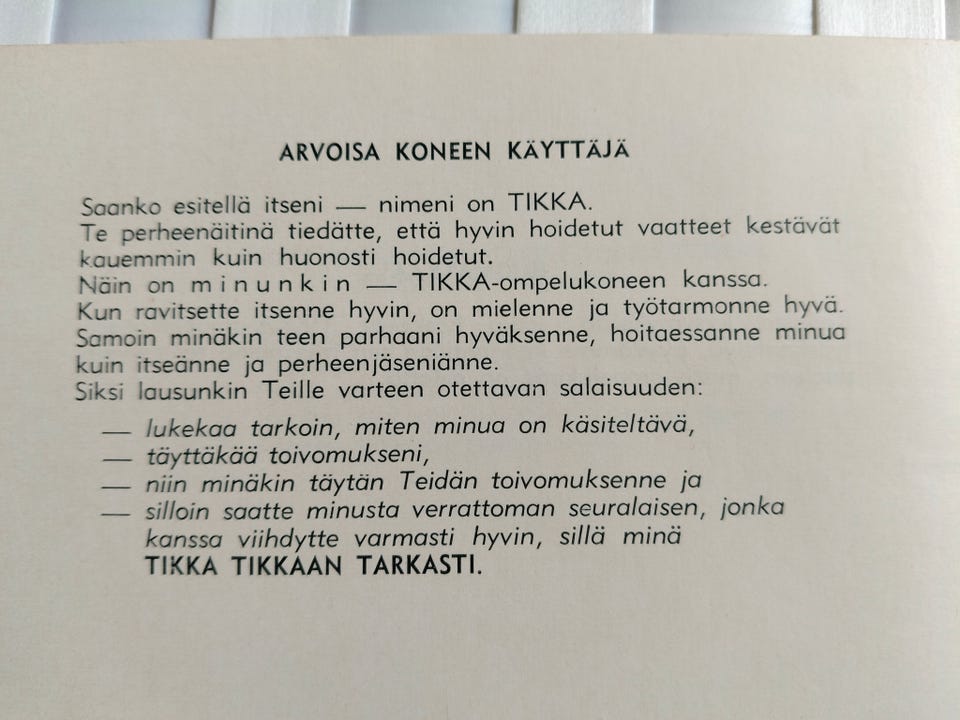 ARVOISA KONEEN KÄYTTÄJÄ
Saanko esitellä itseni — nimeni on TIKKA.
Te perheenäitinä tiedätte, että hyvin hoidetut vaatteet kestävät
kauemmin kuin huonosti hoidetut.
Näin on m i n u n k i n — TIKKA-ompelukoneen kanssa.
Kun ravitsette itsenne hyvin, on mielenne ja työtarmonne hyvä.
Samoin minäkin teen parhaani hyväksenne, hoitaessanne minua
kuin itseänne ja perheenjäseniänne.
Siksi lausunkin Teille varteen otettavan salaisuuden:
— lukekaa tarkoin, miten minua on käsiteltävä,
— täyttäkää toivomukseni,
— niin minäkin täytän Teidän toivomuksenne ja
— silloin saatte minusta verrattoman seuralaisen, jonka
kanssa viihdytte varmasti hyvin, sillä minä
TIKKA TIKKAAN TARKASTI.